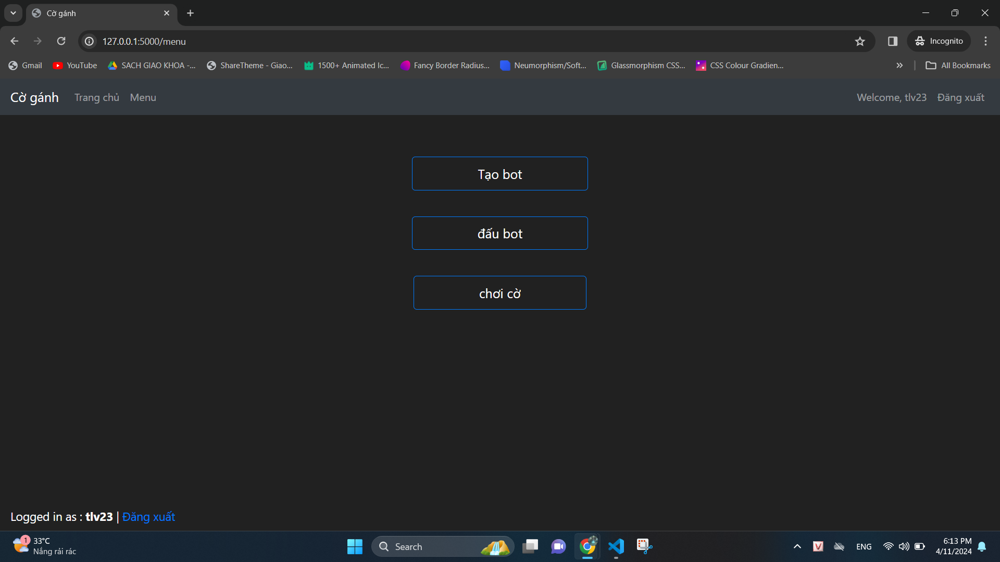 Cờ gánh
127.0.0.1:5000/menu
Incognito
Gmail
YouTube
SACH GIAO KHOA -...
ShareTheme - Giao...
1500+ Animated Ic...
Fancy Border Radius...
Neumorphism/Soft...
Glassmorphism CSS...
CSS Colour Gradien...
All Bookmarks
Cờ gánh
Trang chủ
Menu
Welcome, tlv23
Đăng xuất
Tạo bot
đấu bot
chơi cờ
Logged in as : tlv23 | Đăng xuất
1
33°C
Nắng rải rác
Search
V
ENG
6:13 PM
4/11/2024